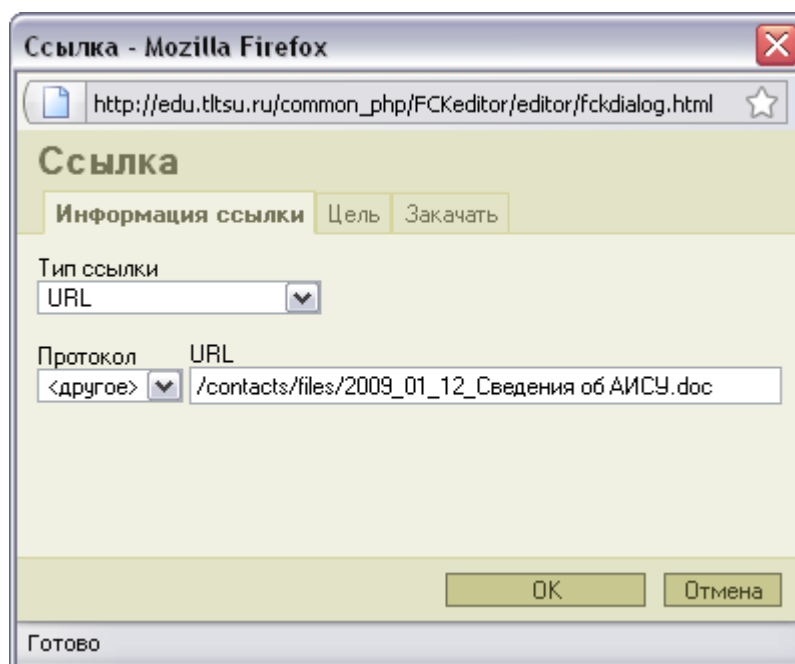 Ссылка - Mozilla Firefox
http://edu.tltsu.ru/common_php/FCKeditor/editor/fckdialog.html
Ссылка
Информация ссылки Цель Закачать
Тип ссылки
URL
Протокол URL
<другое> /contacts/files/2009_01_12_Сведения об АИСУ.doc
OK Отмена
Готово